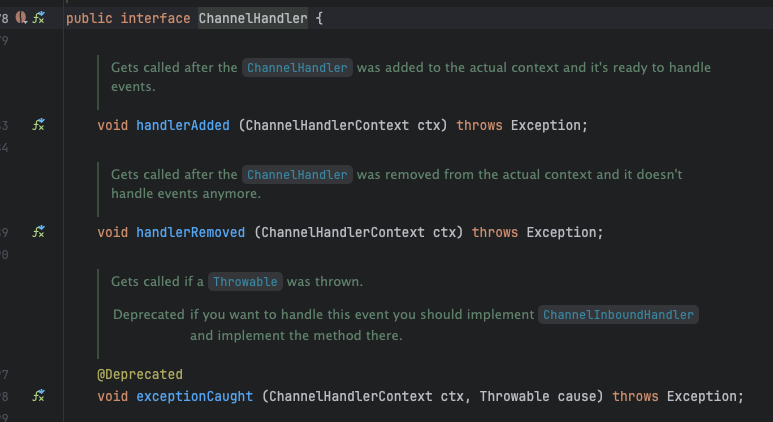 78 public interface ChannelHandler {
79
Gets called after the ChannelHandler was added to the actual context and it's ready to handle
events.
83 void handlerAdded (ChannelHandlerContext ctx) throws Exception;
84
Gets called after the ChannelHandler was removed from the actual context and it doesn't
handle events anymore.
89 void handlerRemoved (ChannelHandlerContext ctx) throws Exception;
90
Gets called if a Throwable was thrown.
Deprecated if you want to handle this event you should implement ChannelInboundHandler
and implement the method there.
97 @Deprecated
98 void exceptionCaught (ChannelHandlerContext ctx, Throwable cause) throws Exception;
99